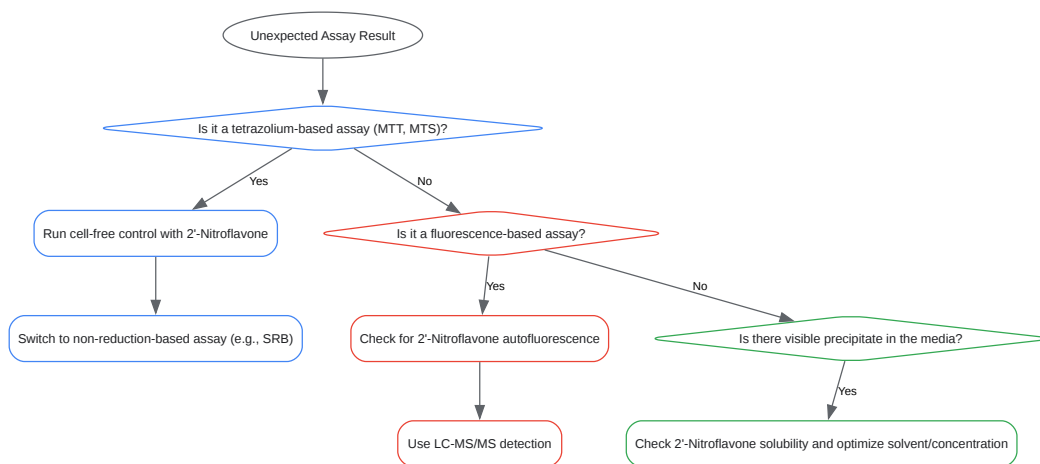 Unexpected Assay Result
Is it a tetrazolium-based assay (MTT, MTS)?
Yes
No
Run cell-free control with 2'-Nitroflavone
Is it a fluorescence-based assay?
Yes
No
Switch to non-reduction-based assay (e.g., SRB)
Check for 2'-Nitroflavone autofluorescence
Is there visible precipitate in the media?
Yes
Use LC-MS/MS detection
Check 2'-Nitroflavone solubility and optimize solvent/concentration